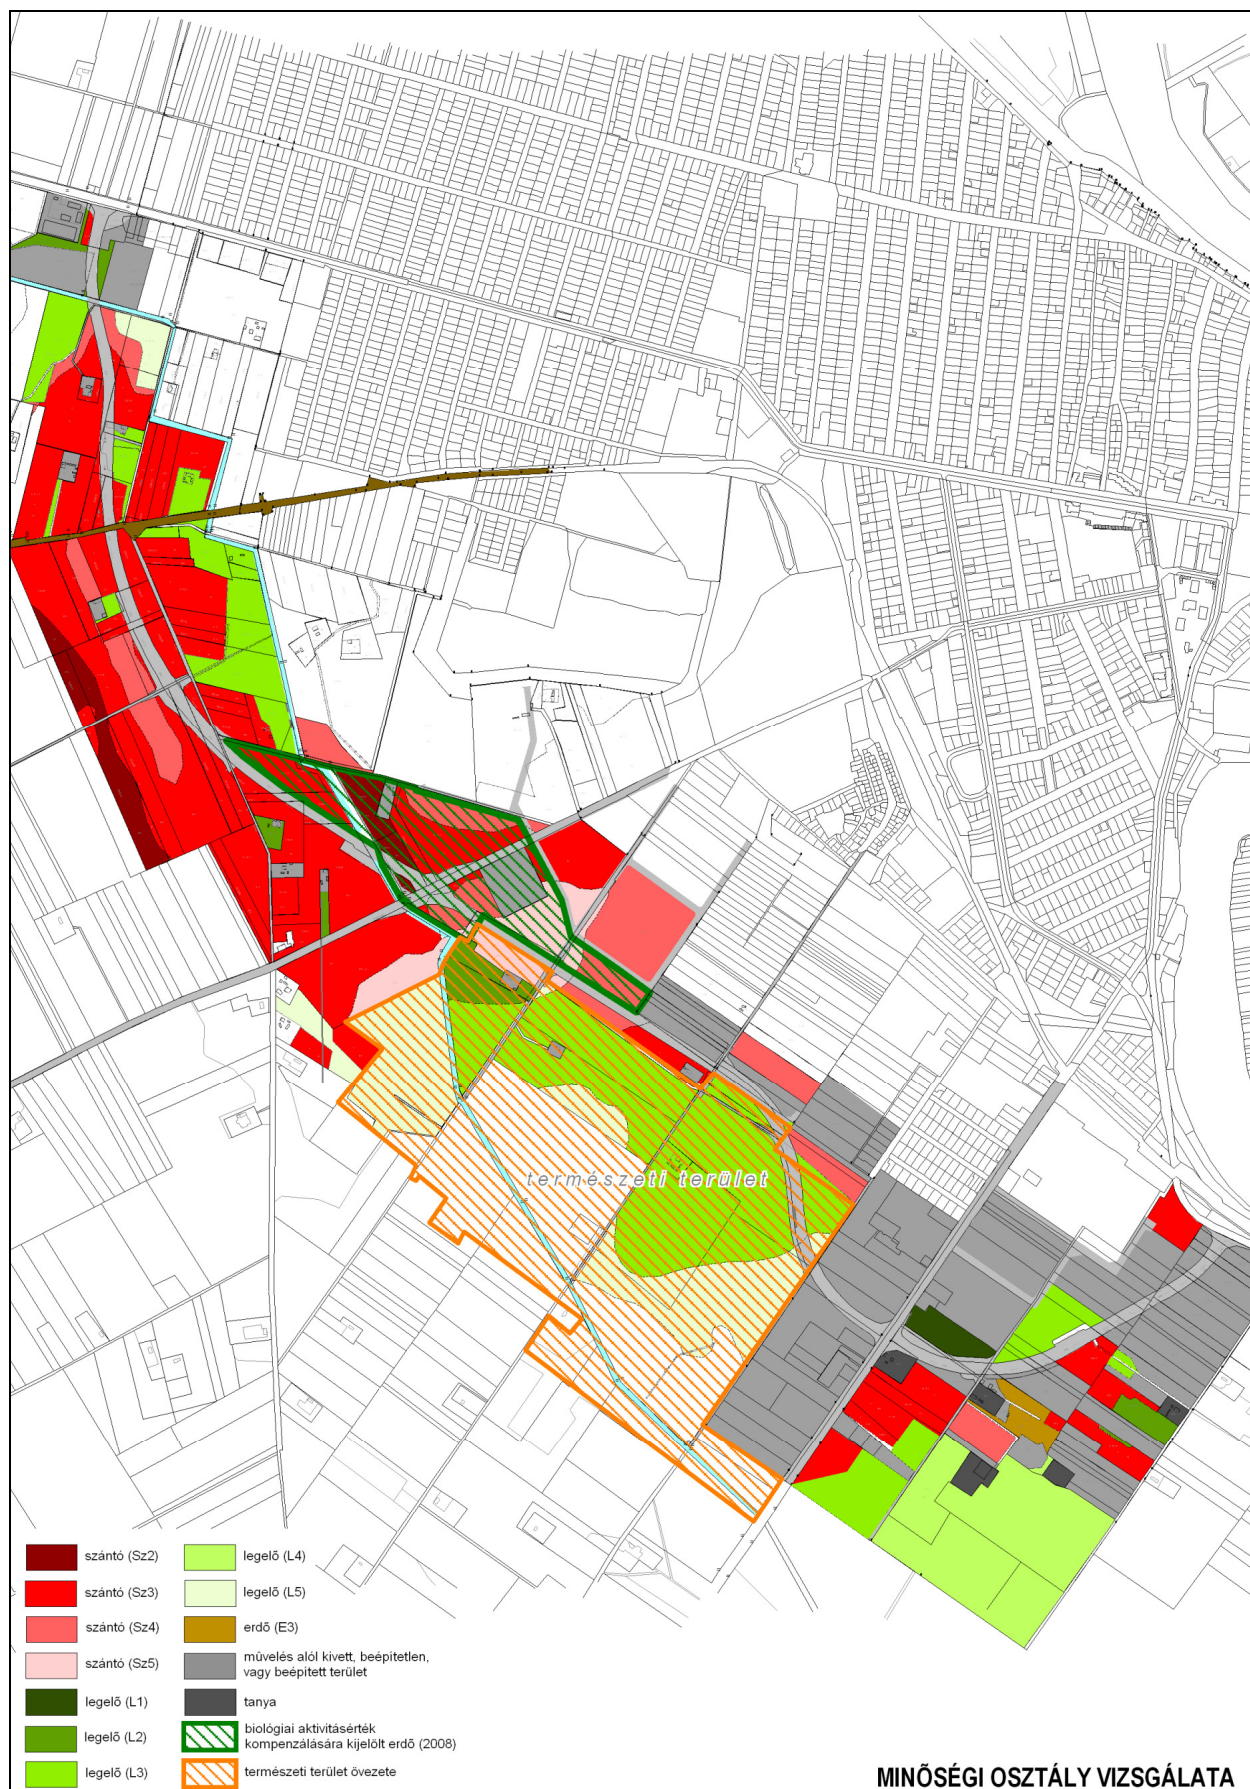 természeti terület
szántó (Sz2)
szántó (Sz3)
szántó (Sz4)
szántó (Sz5)
legelő (L1)
legelő (L2)
legelő (L3)
legelő (L4)
legelő (L5)
erdő (E3)
művelés alól kivett, beépítetlen,
vagy beépített terület
tanya
biológiai aktivitásérték
kompenzálására kijelölt erdő (2008)
természeti terület övezete
MINŐSÉGI OSZTÁLY VIZSGÁLATA